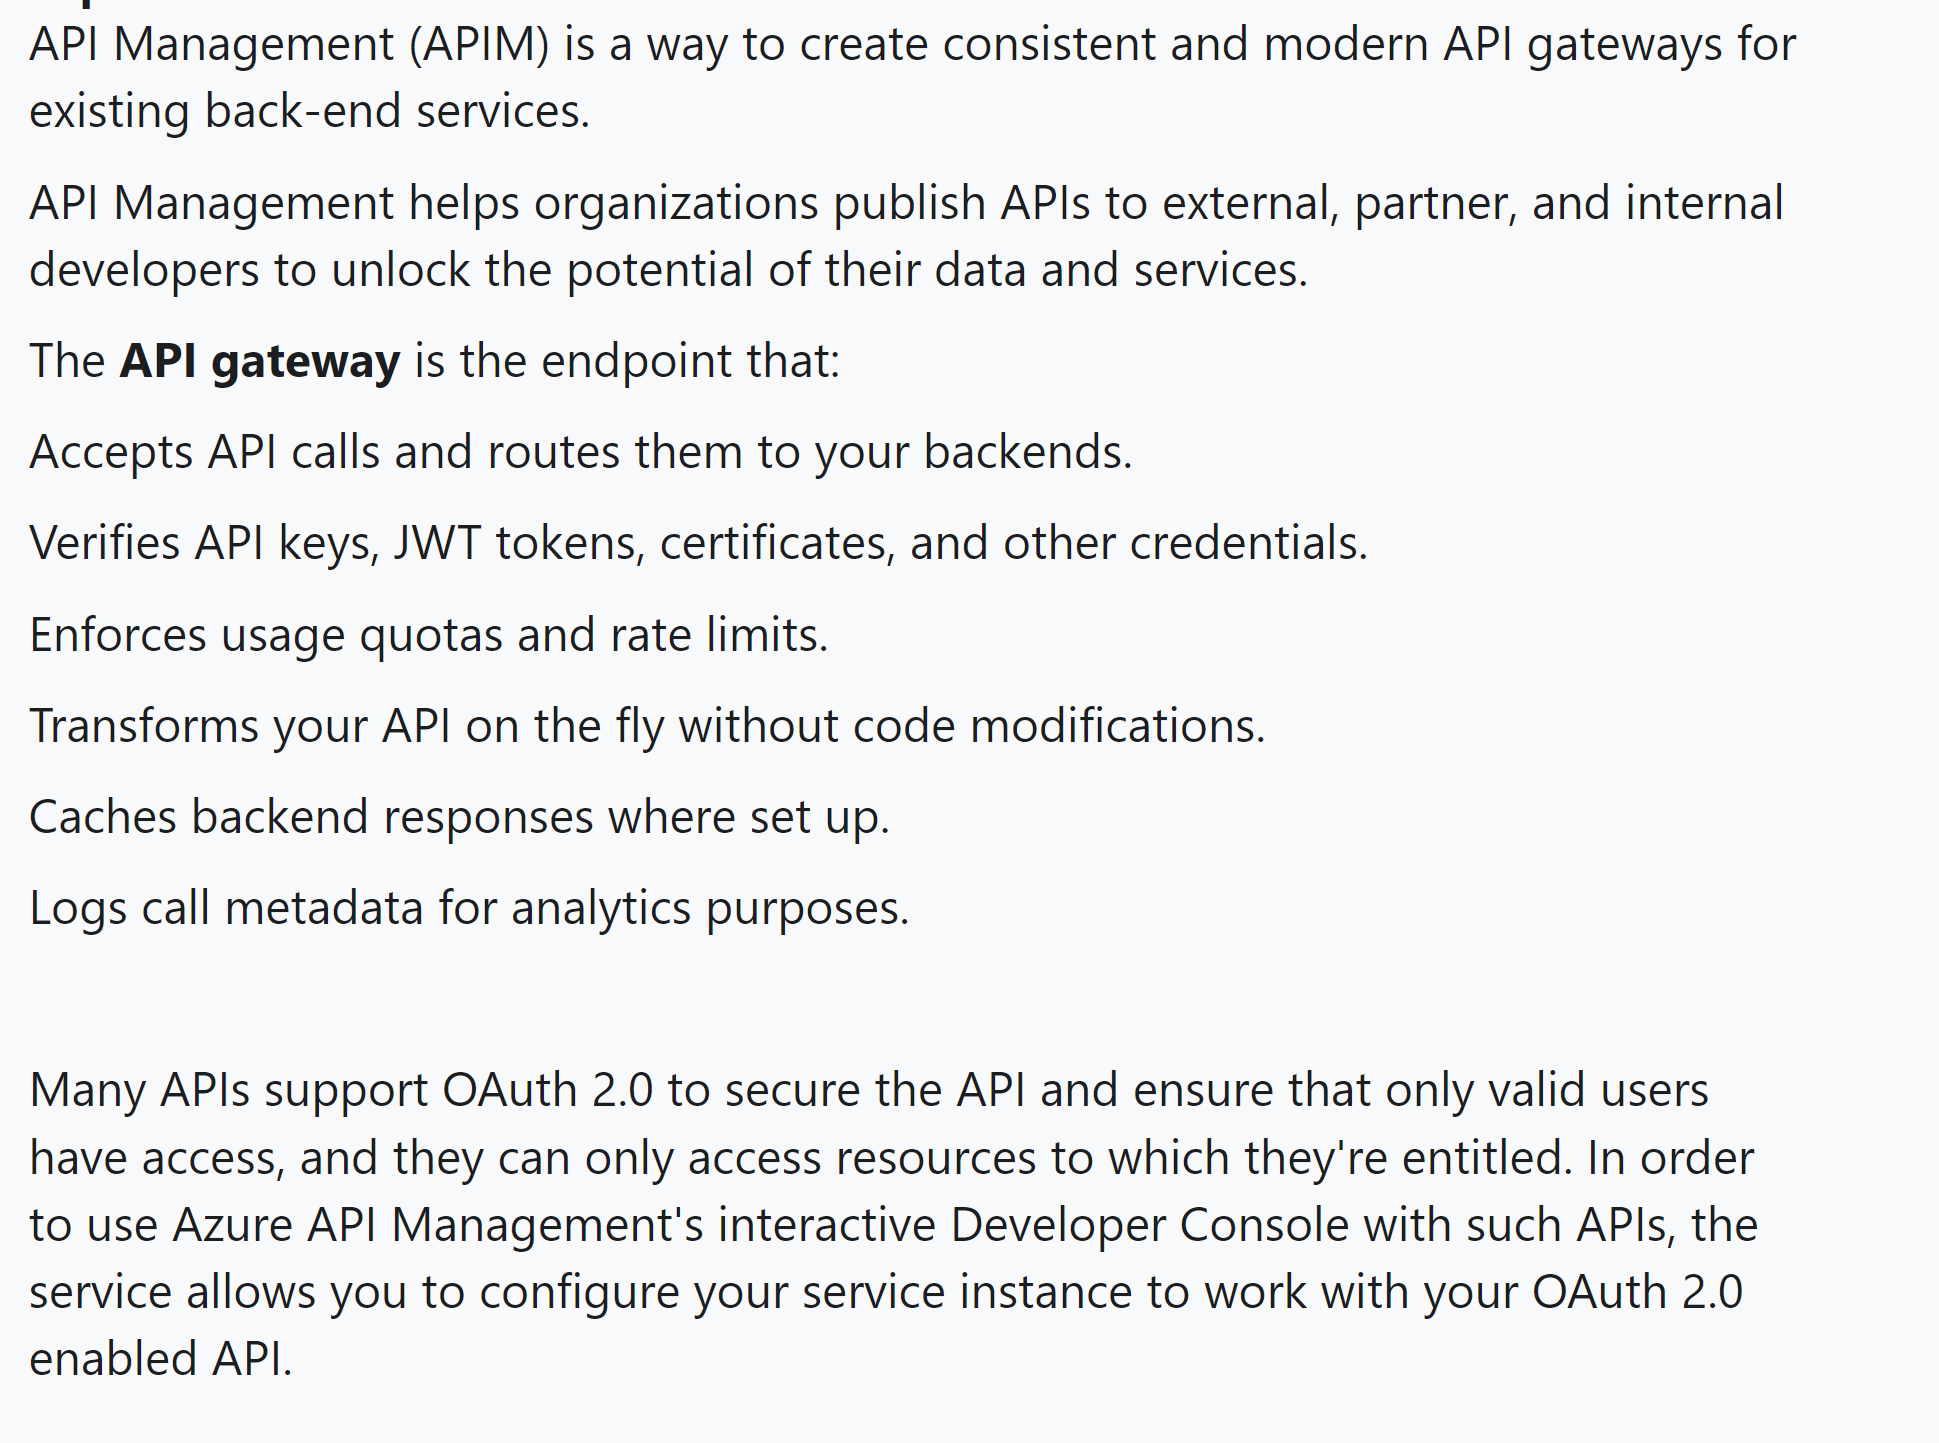 API Management (APIM) is a way to create consistent and modern API gateways for
existing back-end services.
API Management helps organizations publish APIs to external, partner, and internal
developers to unlock the potential of their data and services.
The API gateway is the endpoint that:
Accepts API calls and routes them to your backends.
Verifies API keys, JWT tokens, certificates, and other credentials.
Enforces usage quotas and rate limits.
Transforms your API on the fly without code modifications.
Caches backend responses where set up.
Logs call metadata for analytics purposes.
Many APIs support OAuth 2.0 to secure the API and ensure that only valid users
have access, and they can only access resources to which they're entitled. In order
to use Azure API Management's interactive Developer Console with such APIs, the
service allows you to configure your service instance to work with your OAuth 2.0
enabled API.